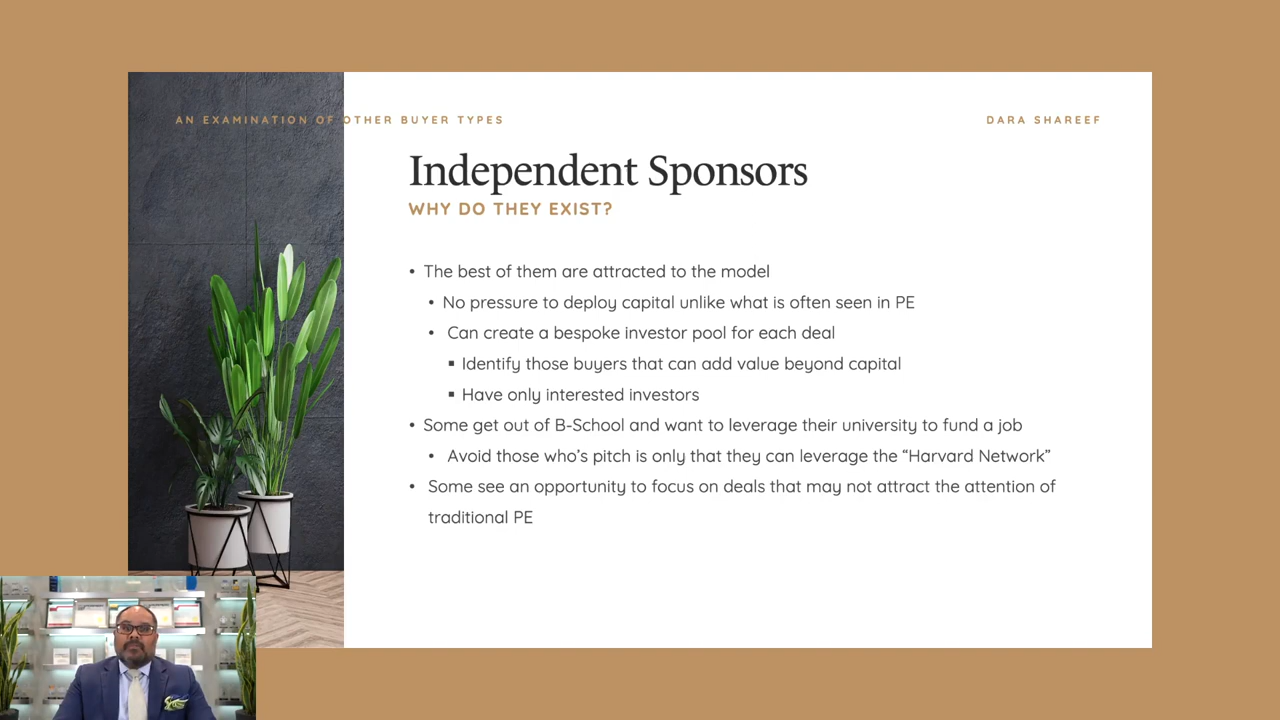 AN EXAMINATION OF OTHER BUYER TYPES
DARA SHAREEF
Independent Sponsors
WHY DO THEY EXIST?
• The best of them are attracted to the model
• No pressure to deploy capital unlike what is often seen in PE
• Can create a bespoke investor pool for each deal
▪ Identify those buyers that can add value beyond capital
▪ Have only interested investors
• Some get out of B-School and want to leverage their university to fund a job
• Avoid those who’s pitch is only that they can leverage the “Harvard Network”
• Some see an opportunity to focus on deals that may not attract the attention of
traditional PE